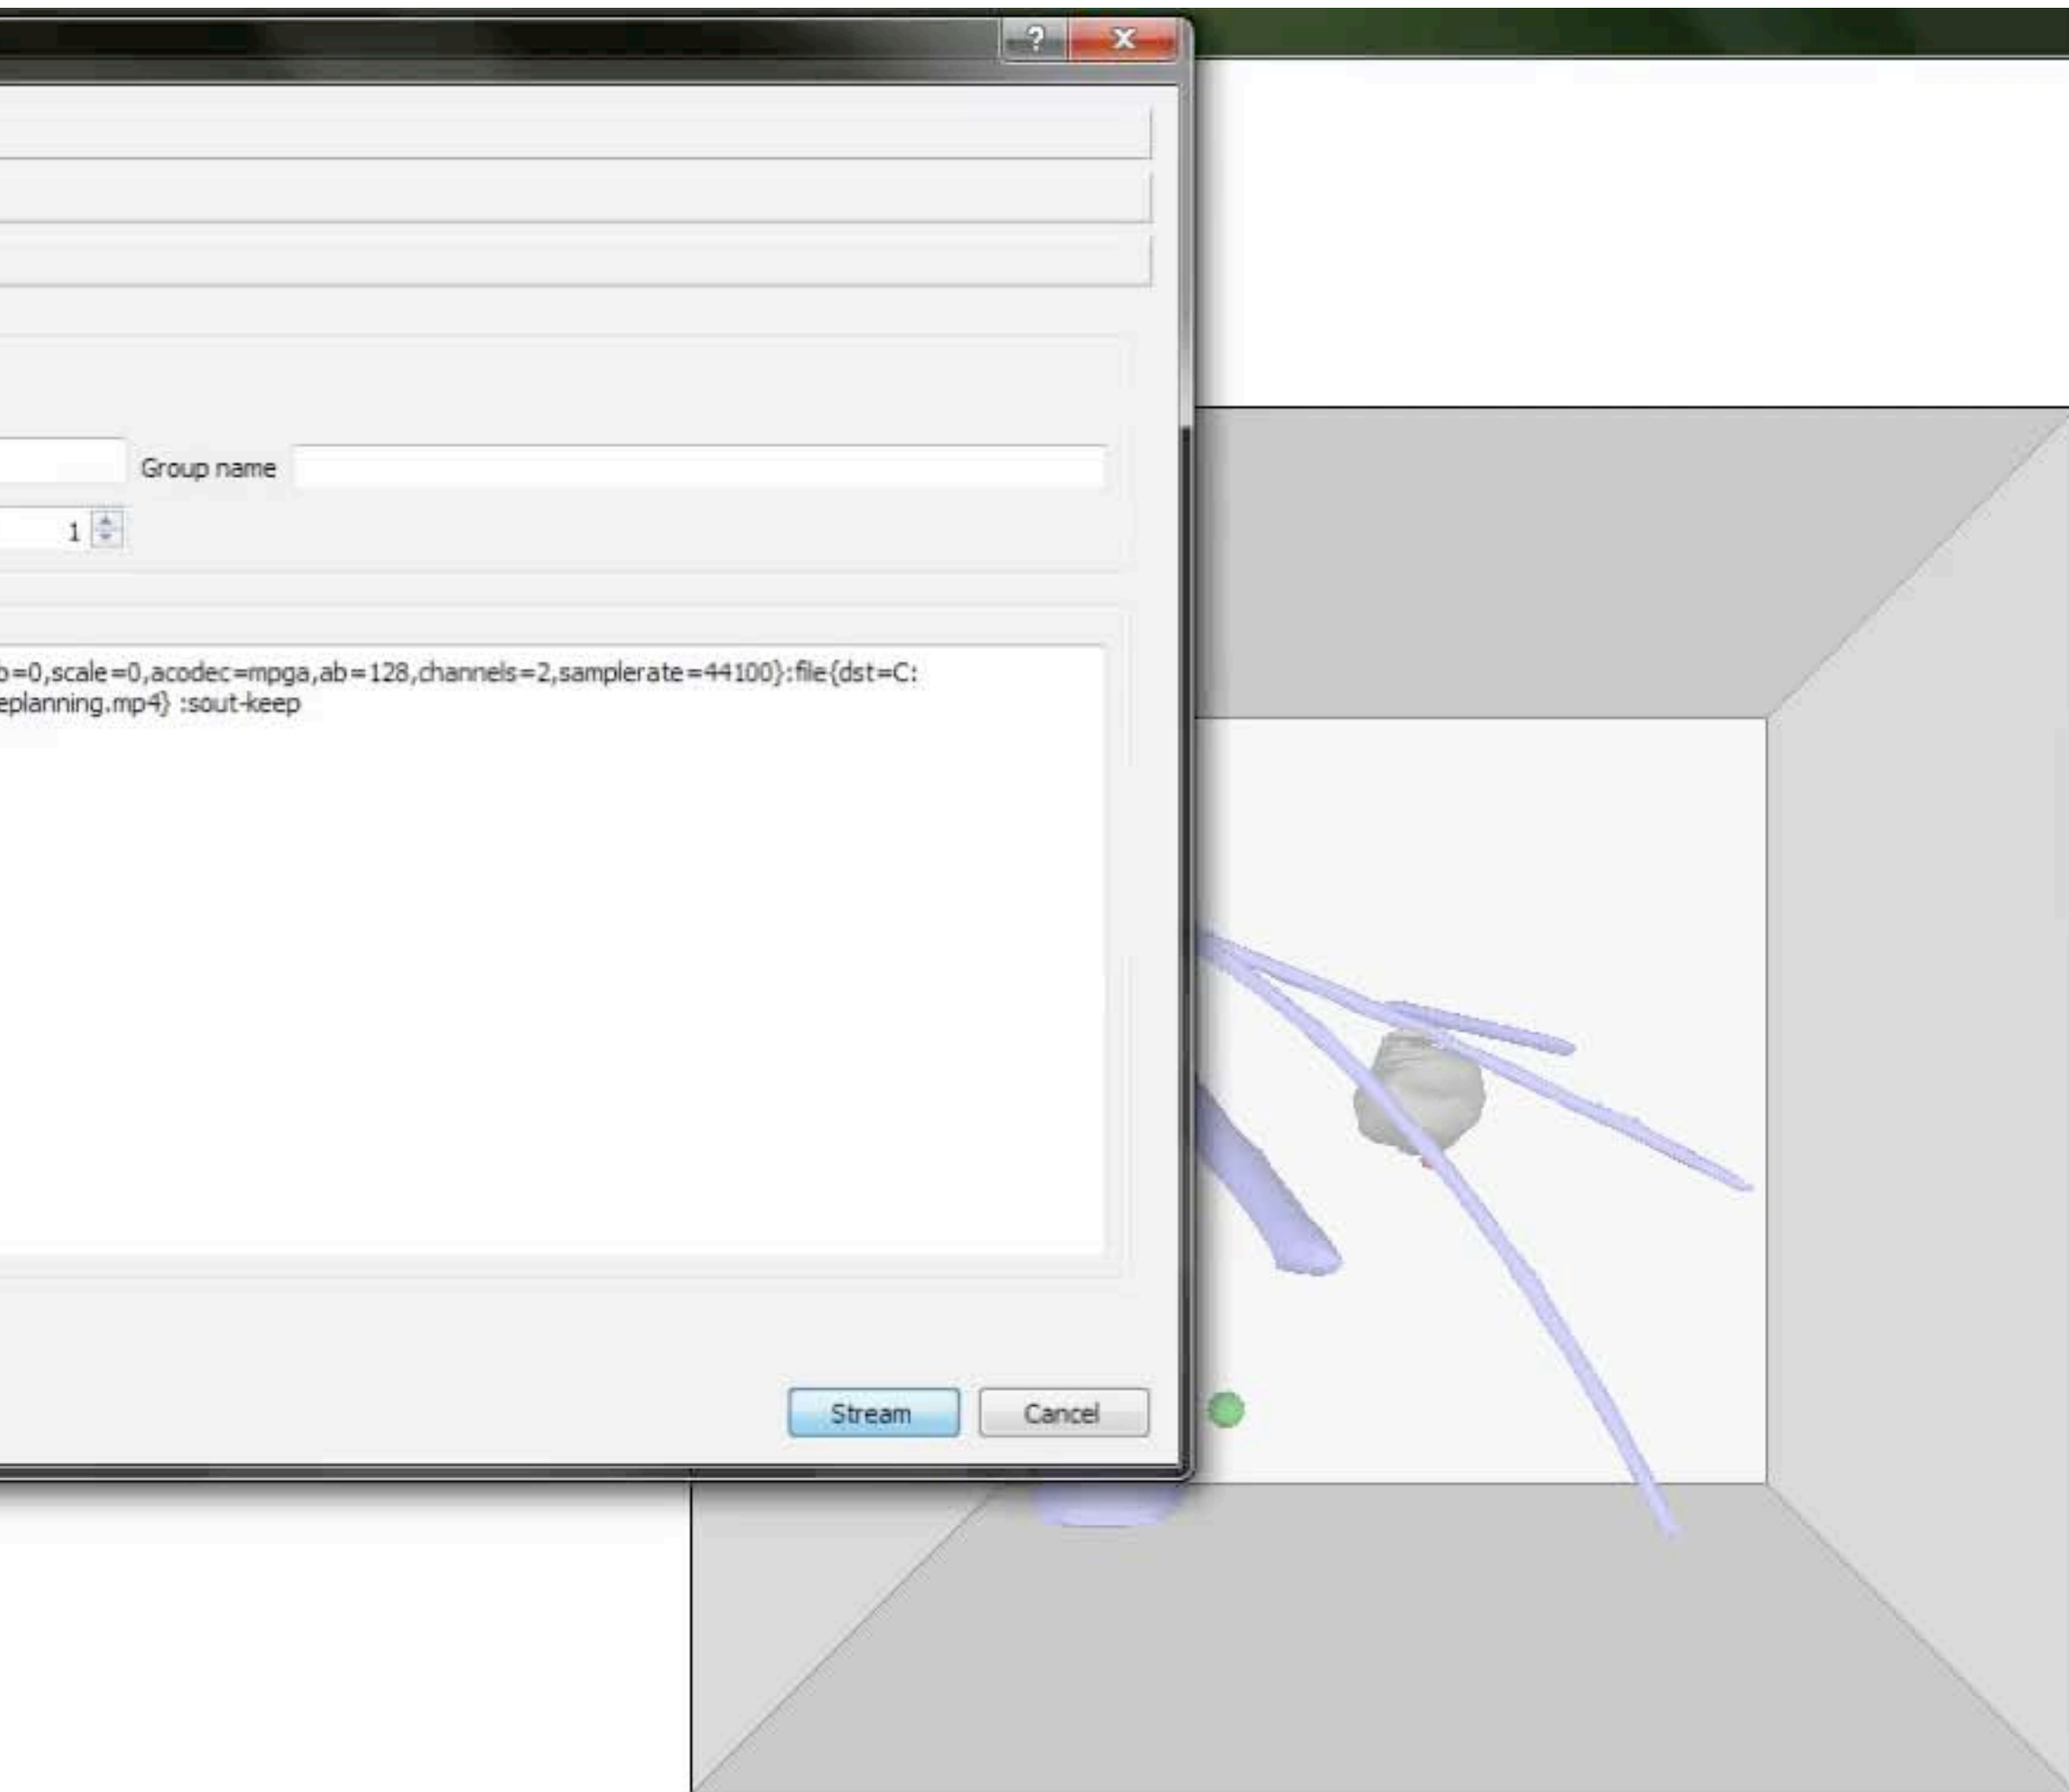 Group name
1
=0,scale=0,acodec=mpga,ab=128,channels=2,samplerate=44100}:file{dst=C:
eplanning.mp4} :sout-keep
Stream
Cancel